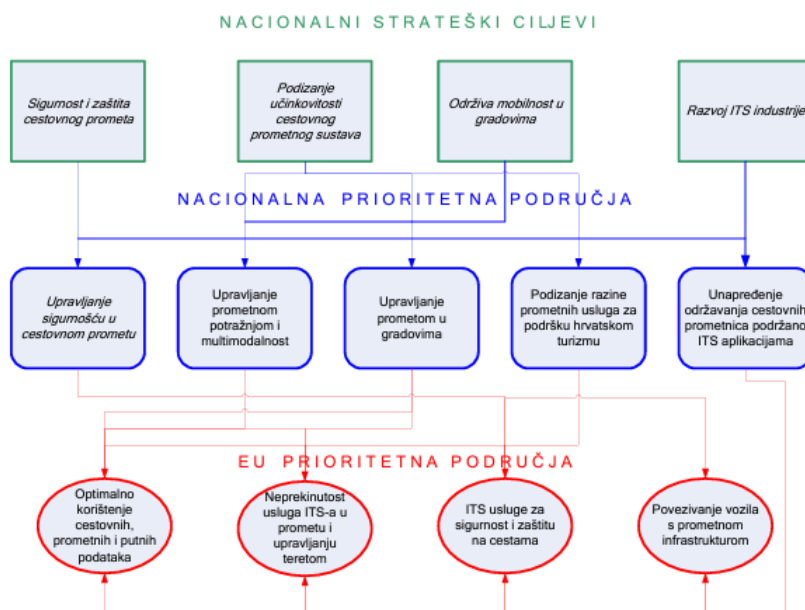 NACIONALNI STRATEŠKI CILJEVI
Sigurnost i zaštita
cestovnog prometa
Podizanje
učinkovitosti
cestovnog
prometnog sustava
Održiva mobilnost u
gradovima
Razvoj ITS industrije
NACIONALNA PRIORITETNA PODRUČJA
Upravljanje
sigurnošću u
cestovnom prometu
Upravljanje
prometnom
potražnjom i
multimodalnost
Upravljanje
prometom u
gradovima
Podizanje razine
prometnih usluga za
podršku hrvatskom
turizmu
Unapređenje
održavanja cestovnih
prometnica podržano
ITS aplikacijama
EU PRIORITETNA PODRUČJA
Optimalno
korištenje
cestovnih,
prometnih i putnih
podataka
Neprekinutost
usluga ITS-a u
prometu i
upravljanju
teretom
ITS usluge za
sigurnost i zaštitu
na cestama
Povezivanje vozila
s prometnom
infrastrukturom